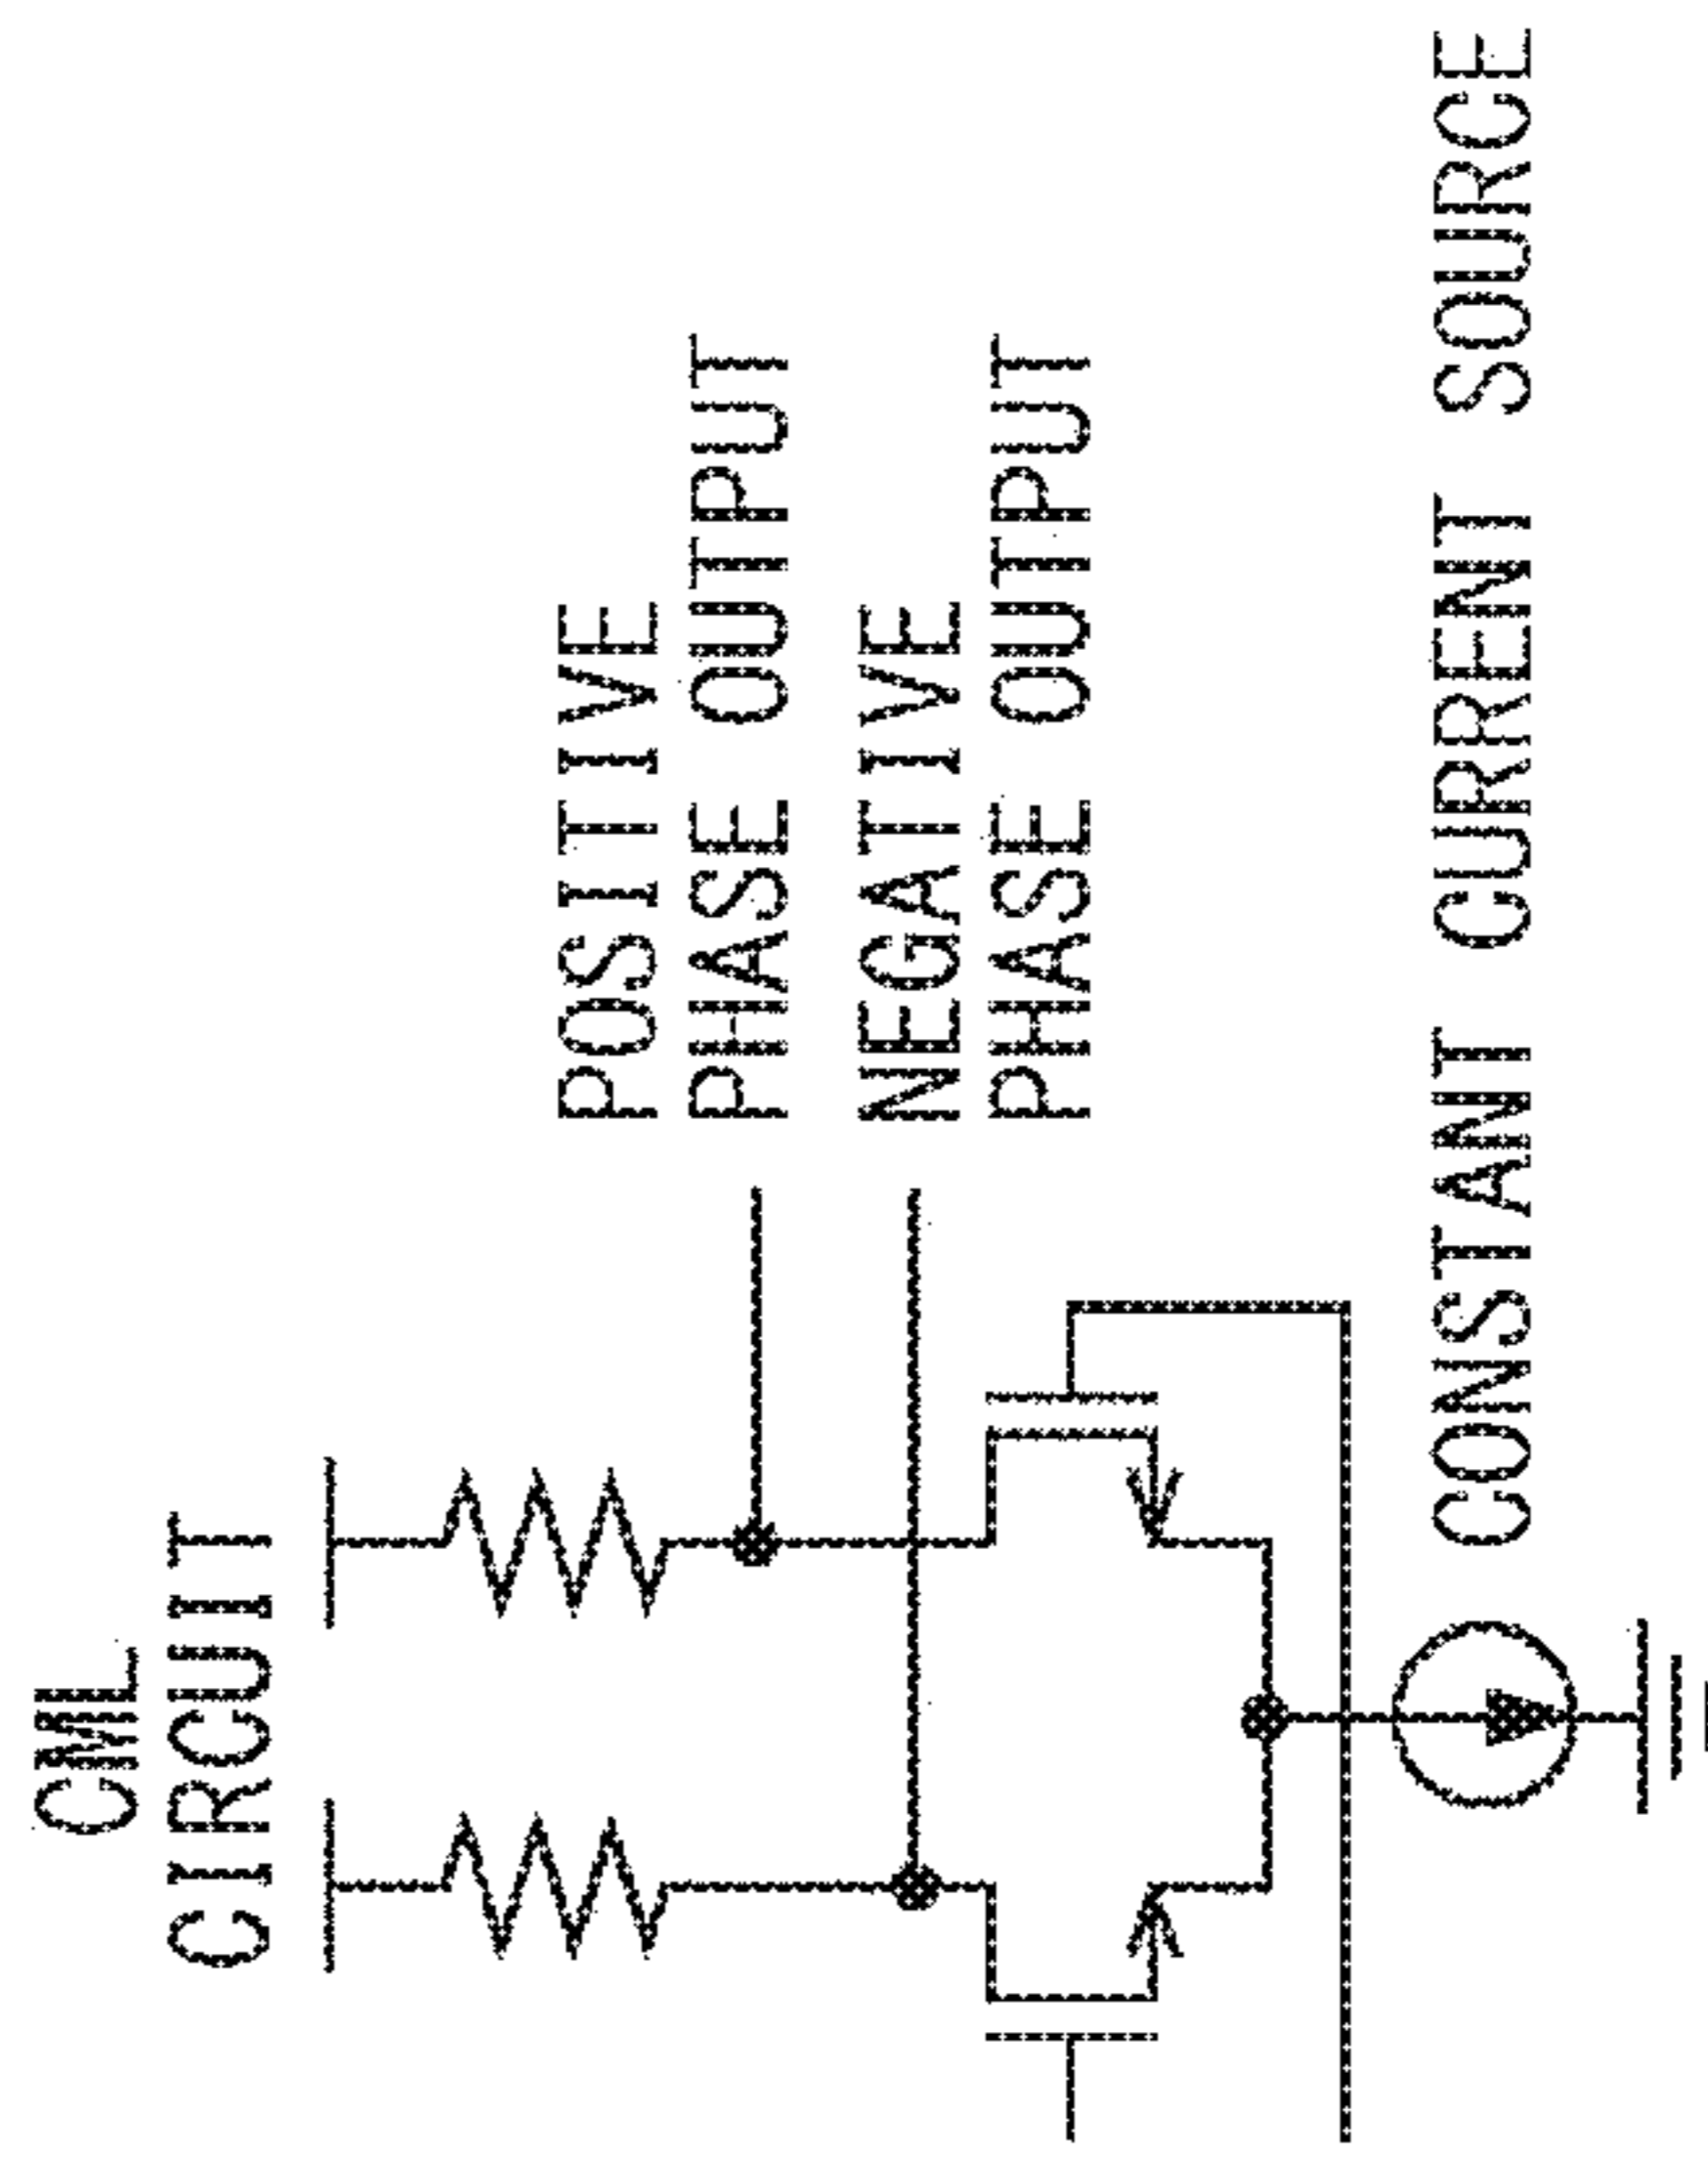 CML
CIRCUIT
POSITIVE
PHASE OUTPUT
NEGATIVE
PHASE OUTPUT
CONSTANT CURRENT SOURCE